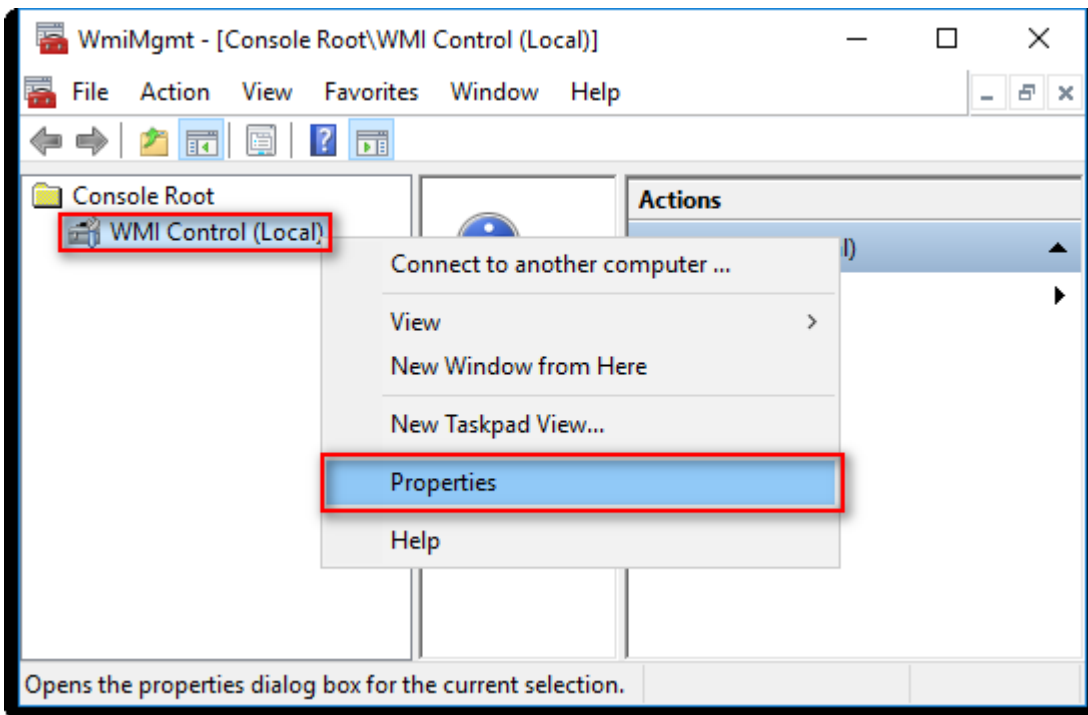 WmiMgmt - [Console Root\WMI Control (Local)]
File Action View Favorites Window Help
Console Root
WMI Control (Local)
Actions
l)
Connect to another computer ...
View
New Window from Here
New Taskpad View...
Properties
Help
Opens the properties dialog box for the current selection.